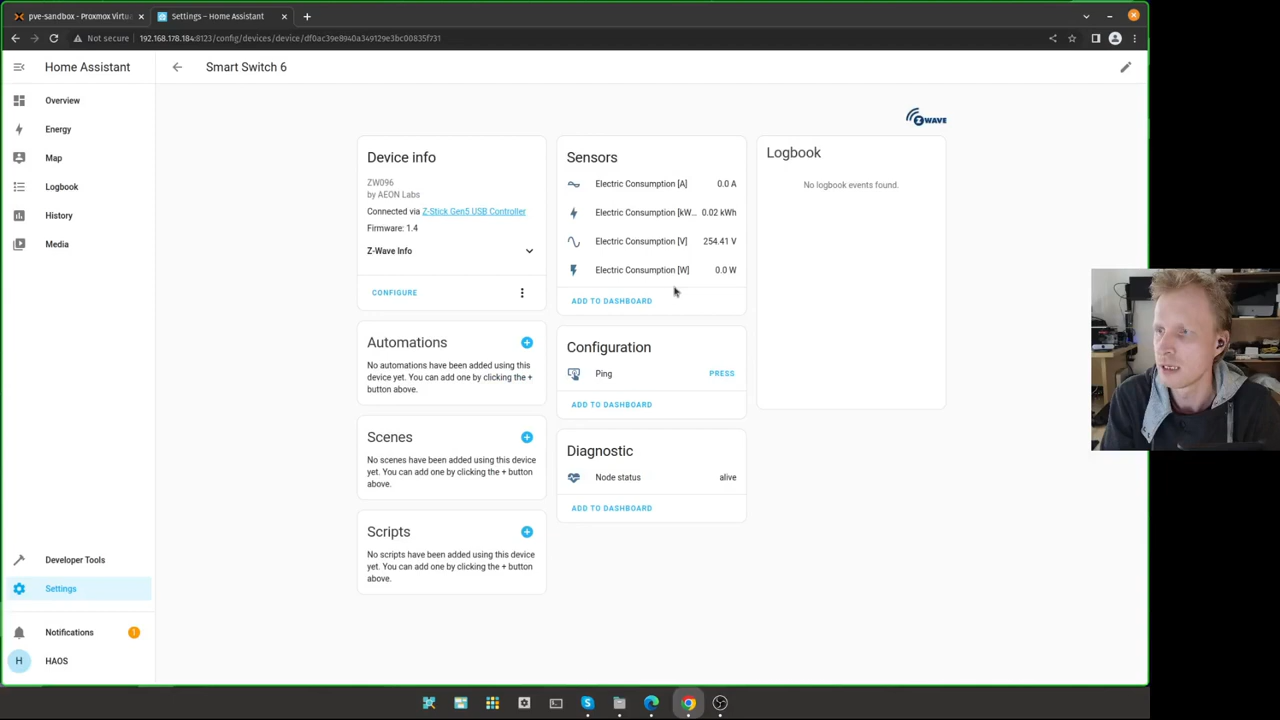 pve-sandbox - Proxmox Virtu
Settings – Home Assistant
Not secure
192.168.178.184:8123/config/devices/device/df0ac39e8940a349129e3bc00835f731
Home Assistant
Smart Switch 6
Overview
Energy
Map
Logbook
History
Media
Developer Tools
Settings
Notifications
1
H
HAOS
Device info
ZW096
by AEON Labs
Connected via Z-Stick Gen5 USB Controller
Firmware: 1.4
Z-Wave Info
CONFIGURE
Automations
No automations have been added using this
device yet. You can add one by clicking the +
button above.
Scenes
No scenes have been added using this device
yet. You can add one by clicking the + button
above.
Scripts
No scripts have been added using this device
yet. You can add one by clicking the + button
above.
Sensors
Electric Consumption [A] 0.0 A
Electric Consumption [kW... 0.02 kWh
Electric Consumption [V] 254.41 V
Electric Consumption [W] 0.0 W
ADD TO DASHBOARD
Configuration
Ping PRESS
ADD TO DASHBOARD
Diagnostic
Node status alive
ADD TO DASHBOARD
Z WAVE
Logbook
No logbook events found.